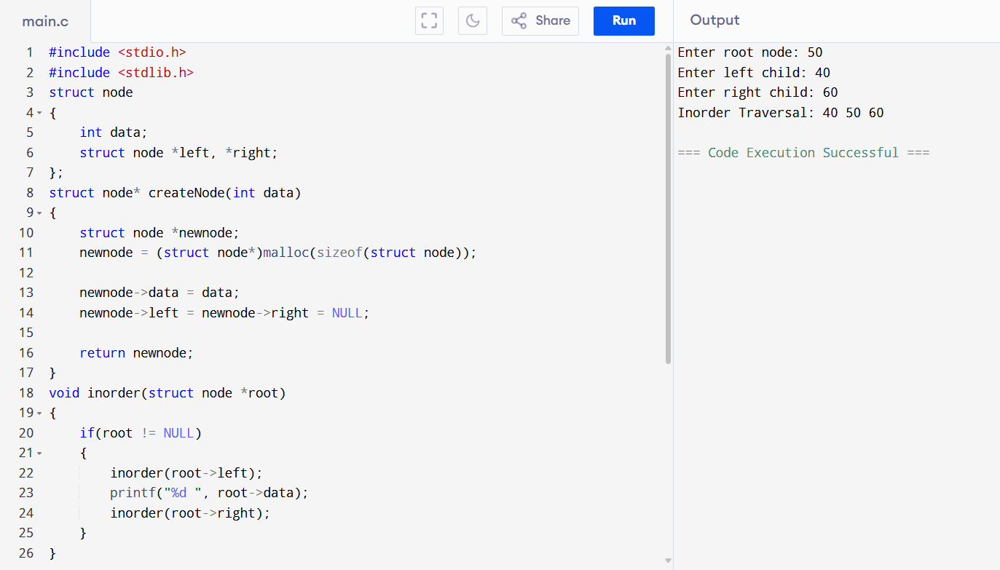 main.c
Share
Run
Output
1 #include <stdio.h>
2 #include <stdlib.h>
3 struct node
4 {
5     int data;
6     struct node *left, *right;
7 };
8 struct node* createNode(int data)
9 {
10     struct node *newnode;
11     newnode = (struct node*)malloc(sizeof(struct node));
12
13     newnode->data = data;
14     newnode->left = newnode->right = NULL;
15
16     return newnode;
17 }
18 void inorder(struct node *root)
19 {
20     if(root != NULL)
21     {
22         inorder(root->left);
23         printf("%d ", root->data);
24         inorder(root->right);
25     }
26 }
Enter root node: 50
Enter left child: 40
Enter right child: 60
Inorder Traversal: 40 50 60
=== Code Execution Successful ===